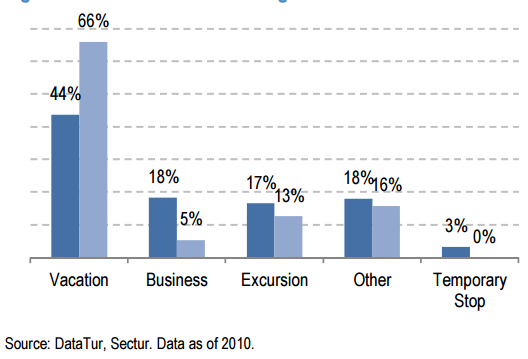 66%
44%
18%
5%
17%
13%
18%
16%
3%
0%
Vacation
Business
Excursion
Other
Temporary
Stop
Source: DataTur, Sectur. Data as of 2010.